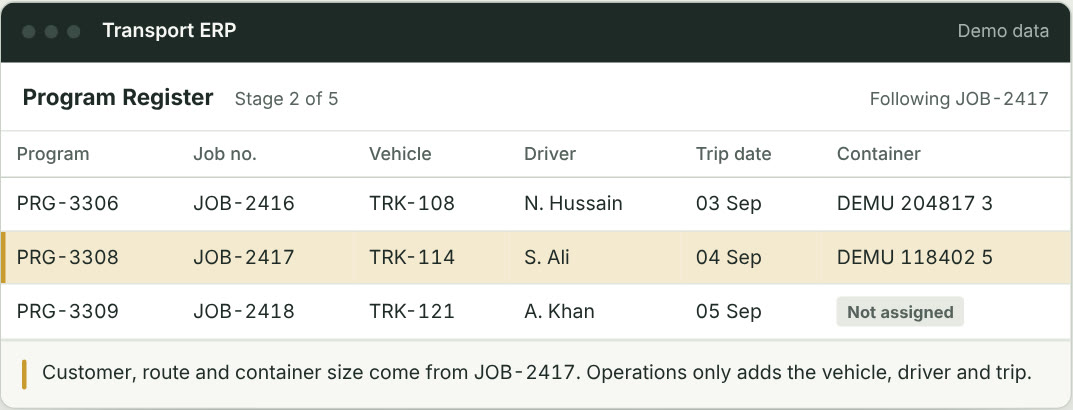 Transport ERP Demo data
Program Register Stage 2 of 5 Following JOB-2417
Program Job no. Vehicle Driver Trip date Container
PRG-3306 JOB-2416 TRK-108 N. Hussain 03 Sep DEMU 204817 3
PRG-3308 JOB-2417 TRK-114 S. Ali 04 Sep DEMU 118402 5
PRG-3309 JOB-2418 TRK-121 A. Khan 05 Sep Not assigned
Customer, route and container size come from JOB-2417. Operations only adds the vehicle, driver and trip.